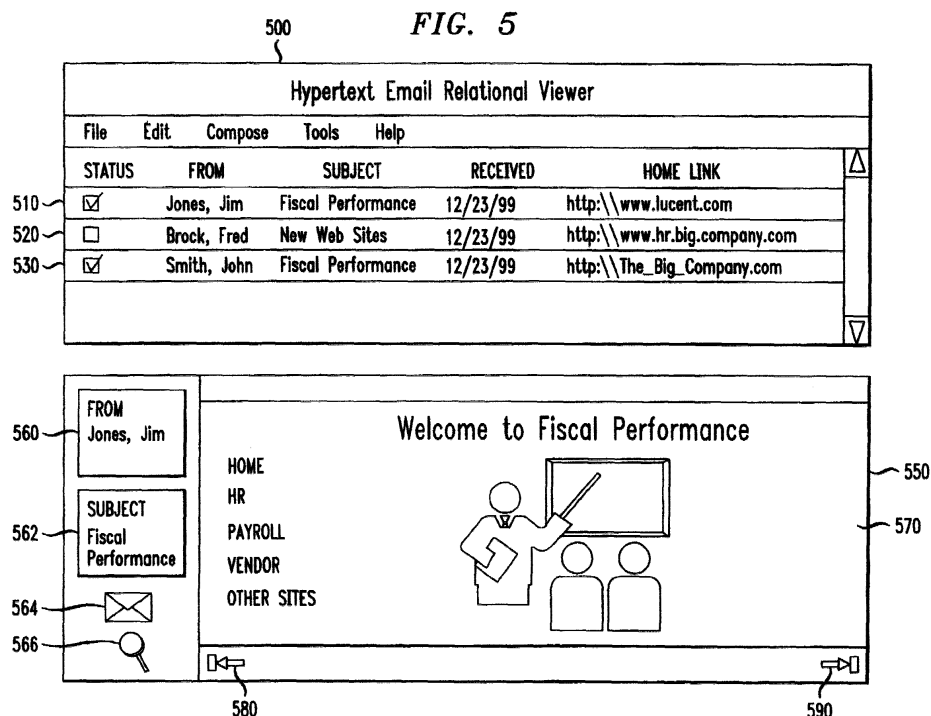 FIG. 5
500
Hypertext Email Relational Viewer
File Edit Compose Tools Help
STATUS FROM SUBJECT RECEIVED HOME LINK
510 Jones, Jim Fiscal Performance 12/23/99 http:\\www.lucent.com
520 Brock, Fred New Web Sites 12/23/99 http:\\www.hr.big.company.com
530 Smith, John Fiscal Performance 12/23/99 http:\\The_Big_Company.com
560 FROM
Jones, Jim
562 SUBJECT
Fiscal
Performance
564
566
Welcome to Fiscal Performance
HOME
HR
PAYROLL
VENDOR
OTHER SITES
550
570
580
590